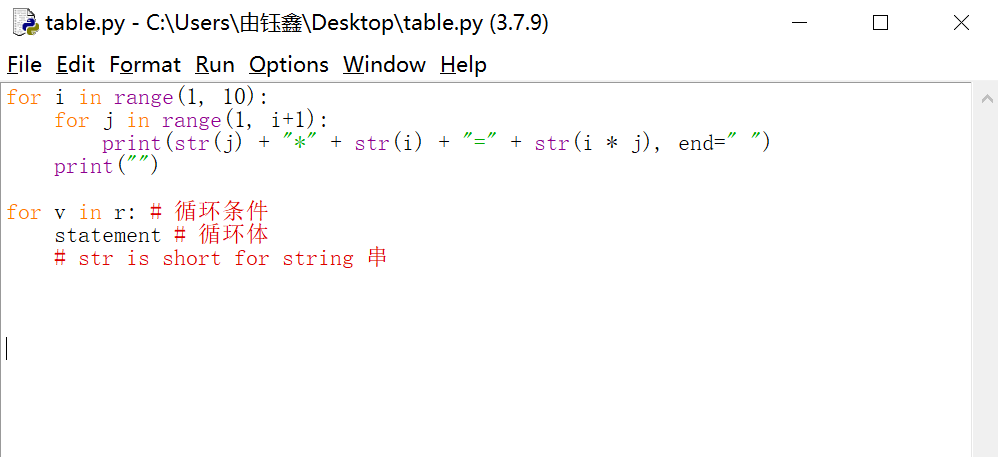 table.py - C:\Users\由钰鑫\Desktop\table.py (3.7.9)
File Edit Format Run Options Window Help
for i in range(1, 10):
    for j in range(1, i+1):
        print(str(j) + "*" + str(i) + "=" + str(i * j), end=" ")
    print("")
for v in r: # 循环条件
    statement # 循环体
    # str is short for string 串